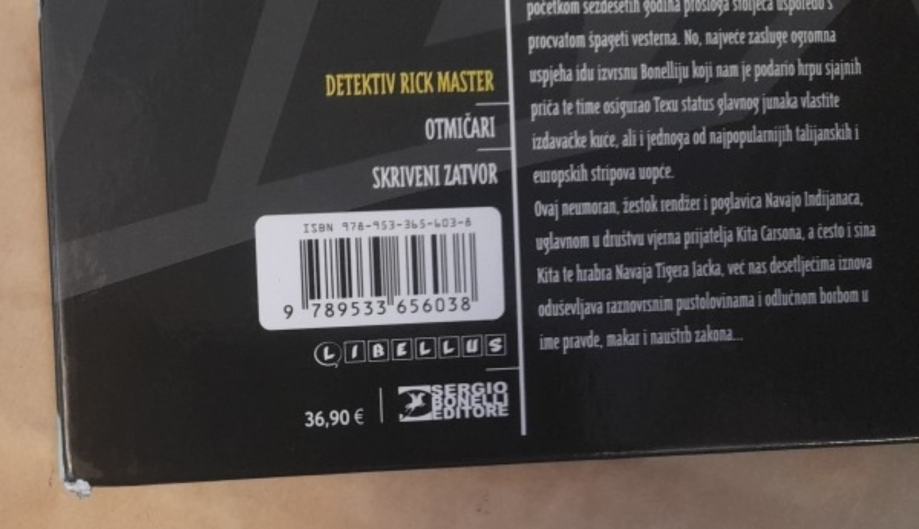 DETEKTIV RICK MASTER
OTMIČARI
SKRIVENI ZATVOR
ISBN 978-953-365-603-8
9 789533 656038
LIBELLUS
36,90 €
SERGIO
BONELLI
EDITORE
početkom sezdesetih godina prošloga stoljeća usporedo s
procvatom špageti vesterna. No, najveće zasluge ogromna
uspjeha idu izvrsnu Bonelliju koji nam je podario hrpu sjajnih
priča te time osigurao Texu status glavnog junaka vlastite
izdavačke kuće, ali i jednoga od najpopularnijih talijanskih i
europskih stripova uopće.
Ovaj neumoran, žestok rendžer i poglavica Navajo Indijanaca,
uglavnom u društvu vjerna prijatelja Kita Carsona, a često i sina
Kita te hrabra Navaja Tigera Jacka, već nas desetljećima iznova
oduševljava raznovrsnim pustolovinama i odlučnom borbom u
ime pravde, makar i nauštrb zakona...